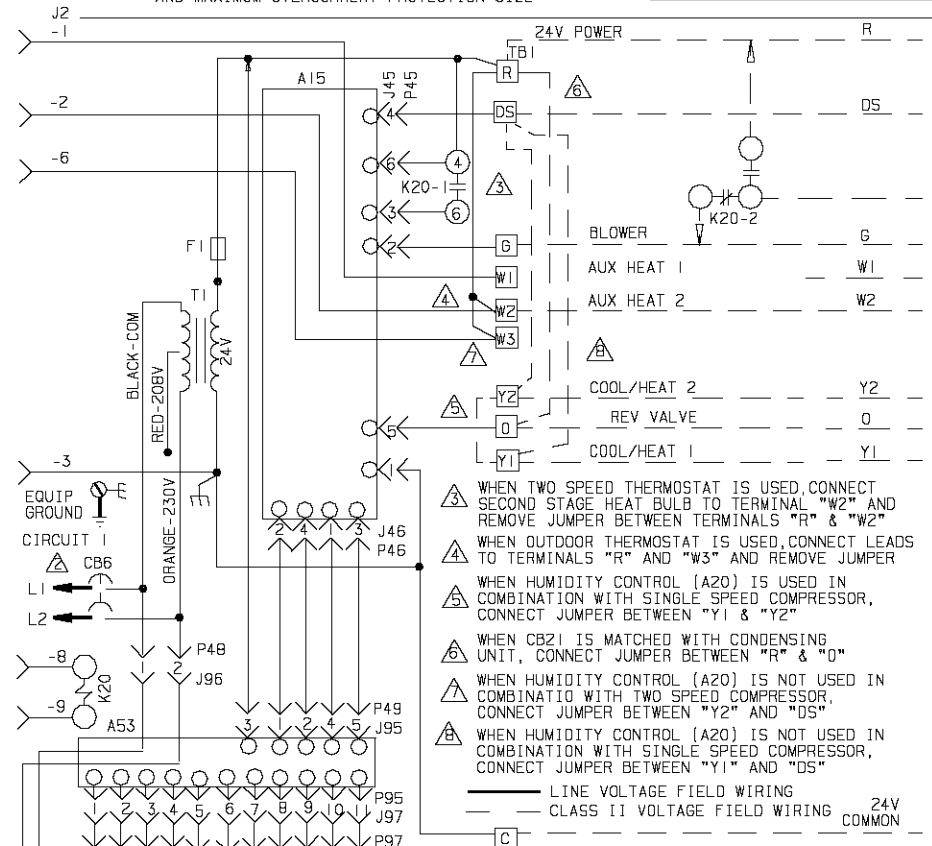 J2
-1
24V POWER
R
TB1
R
A15
J45
P45
6
-2
4
DS
DS
-6
6
4
K20-1
3
3
6
K20-2
2
G
BLOWER
G
F1
W1
AUX HEAT 1
W1
T1
4
W2
AUX HEAT 2
W2
24V
W3
7
8
BLACK-COM
RED-208V
Y2
COOL/HEAT 2
Y2
5
5
O
REV VALVE
O
-3
1
Y1
COOL/HEAT 1
Y1
EQUIP
GROUND
ORANGE-230V
2 4 1 3
J46
P46
CIRCUIT 1
2
CB6
L1
L2
3 WHEN TWO SPEED THERMOSTAT IS USED,CONNECT
SECOND STAGE HEAT BULB TO TERMINAL "W2" AND
REMOVE JUMPER BETWEEN TERMINALS "R" & "W2"
4 WHEN OUTDOOR THERMOSTAT IS USED,CONNECT LEADS
TO TERMINALS "R" AND "W3" AND REMOVE JUMPER
5 WHEN HUMIDITY CONTROL (A20) IS USED IN
COMBINATION WITH SINGLE SPEED COMPRESSOR,
CONNECT JUMPER BETWEEN "Y1 & "Y2"
6 WHEN CB21 IS MATCHED WITH CONDENSING
UNIT, CONNECT JUMPER BETWEEN "R" & "O"
7 WHEN HUMIDITY CONTROL (A20) IS NOT USED IN
COMBINATIO WITH TWO SPEED COMPRESSOR,
CONNECT JUMPER BETWEEN "Y2" AND "DS"
8 WHEN HUMIDITY CONTROL (A20) IS NOT USED IN
COMBINATION WITH SINGLE SPEED COMPRESSOR,
CONNECT JUMPER BETWEEN "Y1" AND "DS"
LINE VOLTAGE FIELD WIRING
CLASS II VOLTAGE FIELD WIRING
24V
COMMON
C
P48
1 2
J96
-8
K20
-9
A53
P49
3 1 2 4 5
J95
P95
1 2 3 4 5 6 7 8 9 10 11
J97
P97